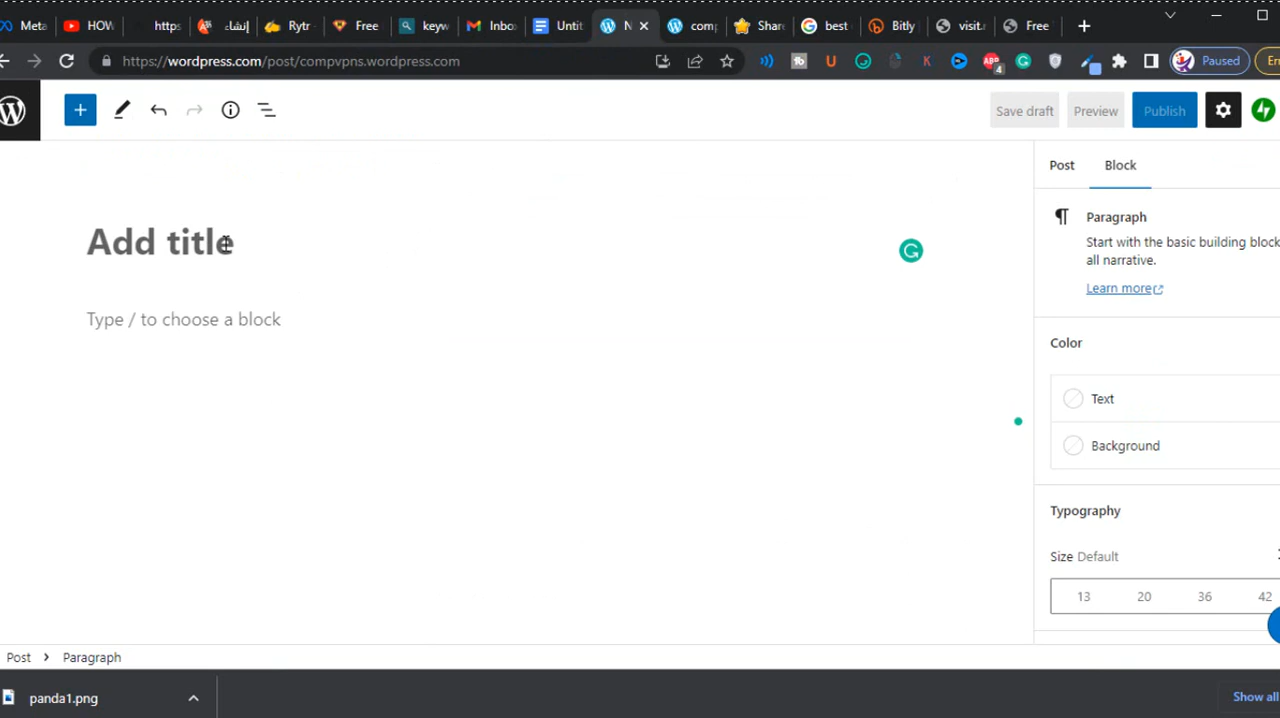 Meta
HOW
https
إنشاء
Rytr
Free
keyw
Inbo
Untit
N
comp
Share
best
Bitly
visit.
Free
https://wordpress.com/post/compvpns.wordpress.com
4
Paused
Save draft
Preview
Publish
Post
Block
Add title
Paragraph
Start with the basic building block
all narrative.
Type / to choose a block
Learn more
Color
Text
Background
Typography
Size Default
13
20
36
42
Post
Paragraph
panda1.png
Show all